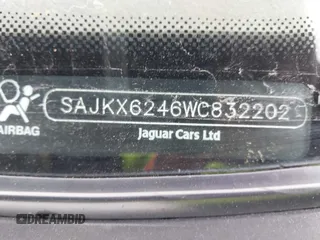 SAJKX6246WC832202
AIRBAG
Jaguar Cars Ltd
DREAMBID